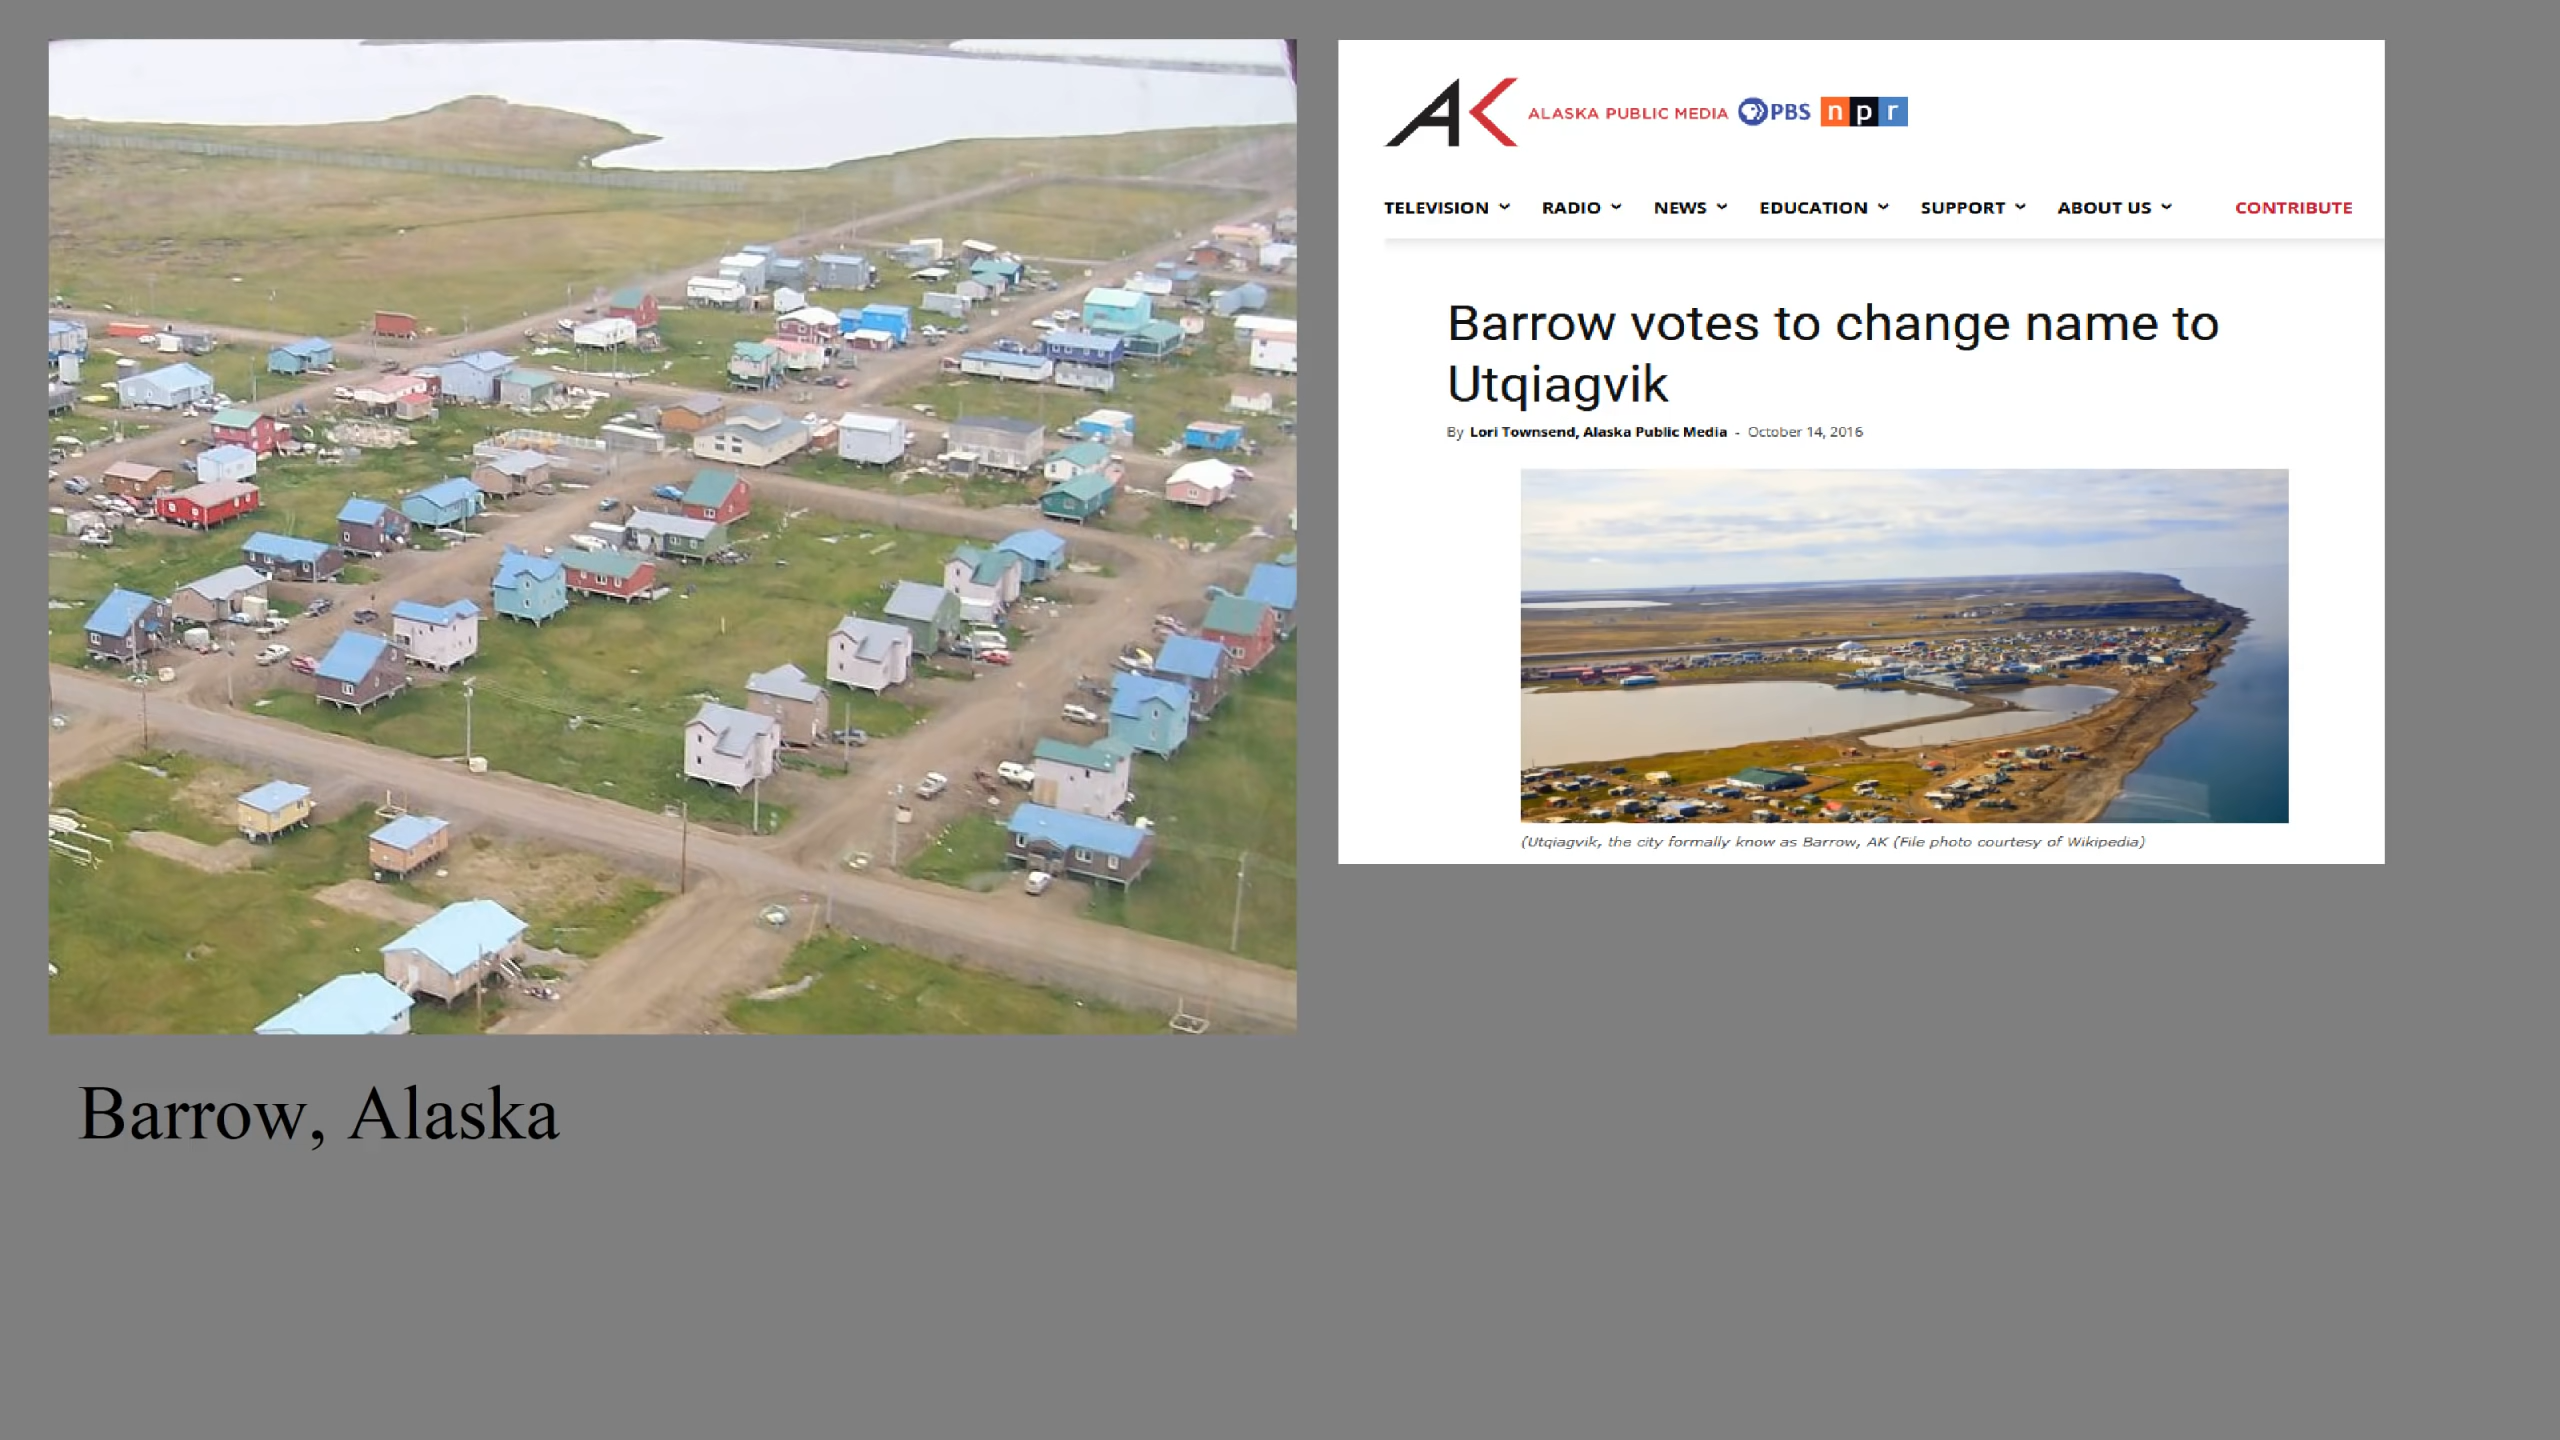 ALASKA PUBLIC MEDIA PBS npr
TELEVISION RADIO NEWS EDUCATION SUPPORT ABOUT US CONTRIBUTE
Barrow votes to change name to
Utqiagvik
By Lori Townsend, Alaska Public Media - October 14, 2016
(Utqiagvik, the city formally know as Barrow, AK (File photo courtesy of Wikipedia)
Barrow, Alaska